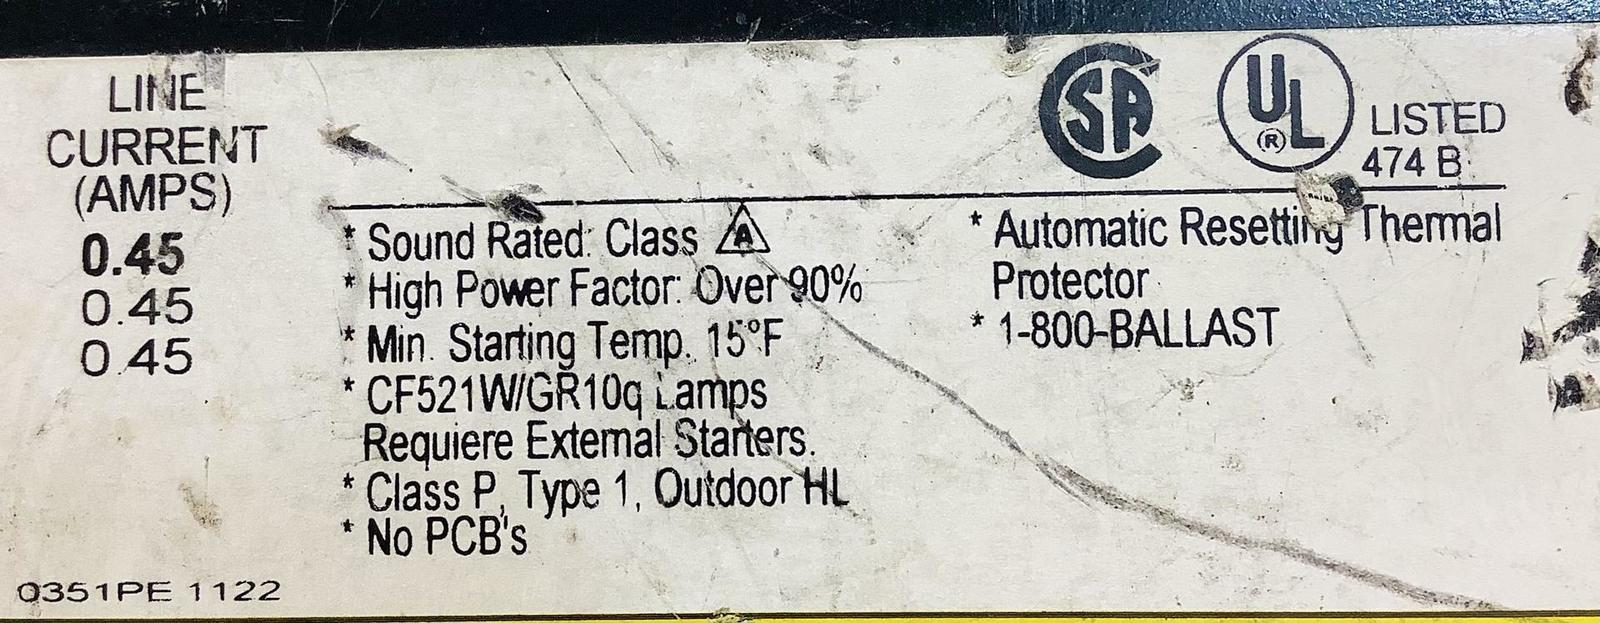 LINE
CURRENT
(AMPS)
0.45
0.45
0.45
CSA
UL
(R)
LISTED
474 B
* Sound Rated: Class A
* High Power Factor: Over 90%
* Min. Starting Temp. 15°F
* CF521W/GR10q Lamps
Requiere External Starters.
* Class P, Type 1, Outdoor HL
* No PCB's
* Automatic Resetting Thermal
Protector
* 1-800-BALLAST
0351PE 1122